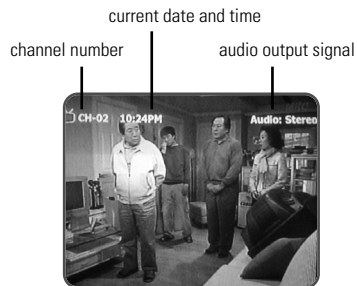 current date and time
channel number
audio output signal
CH-02 10:24PM
Audio: Stereo